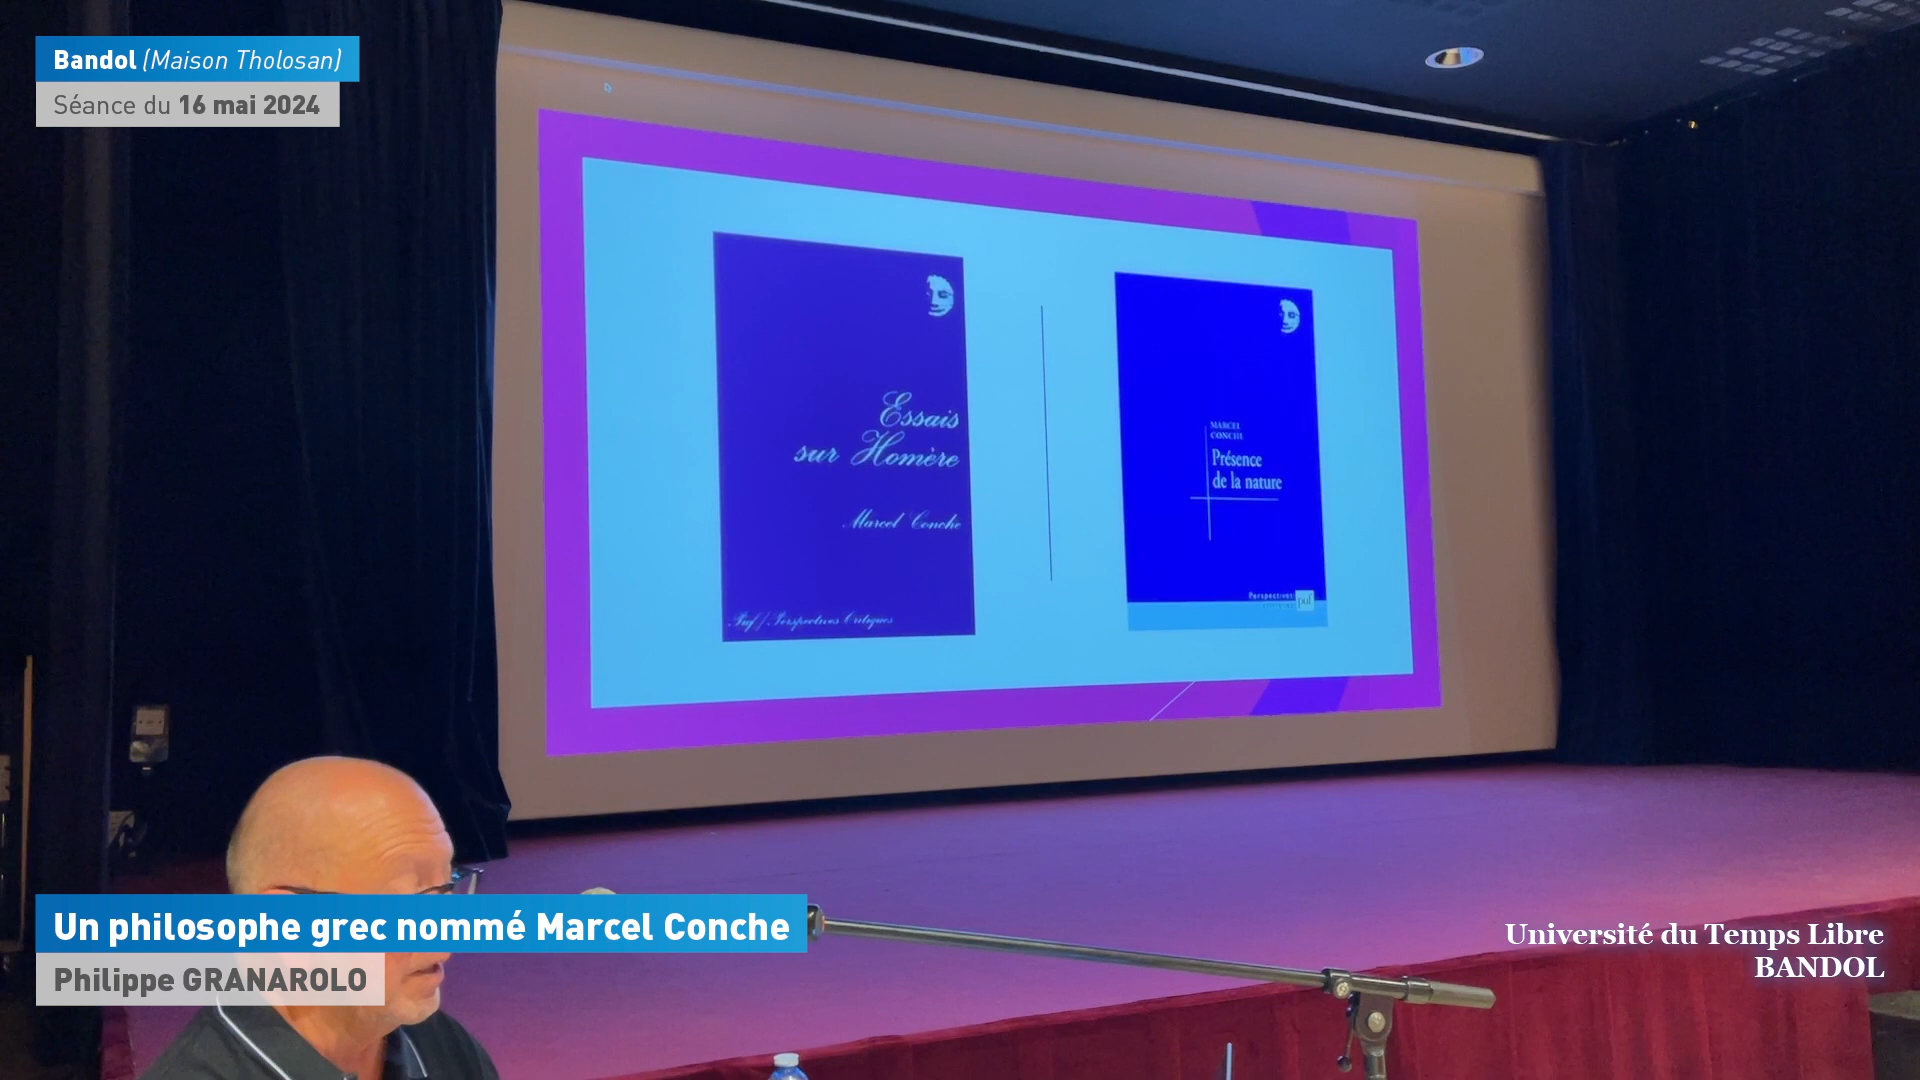 Bandol (Maison Tholosan)
Séance du 16 mai 2024
Essais
sur Homère
Marcel Conche
Puf / Perspectives Critiques
MARCEL
CONCHE
Présence
de la nature
Perspectives
puf
Un philosophe grec nommé Marcel Conche
Philippe GRANAROLO
Université du Temps Libre
BANDOL